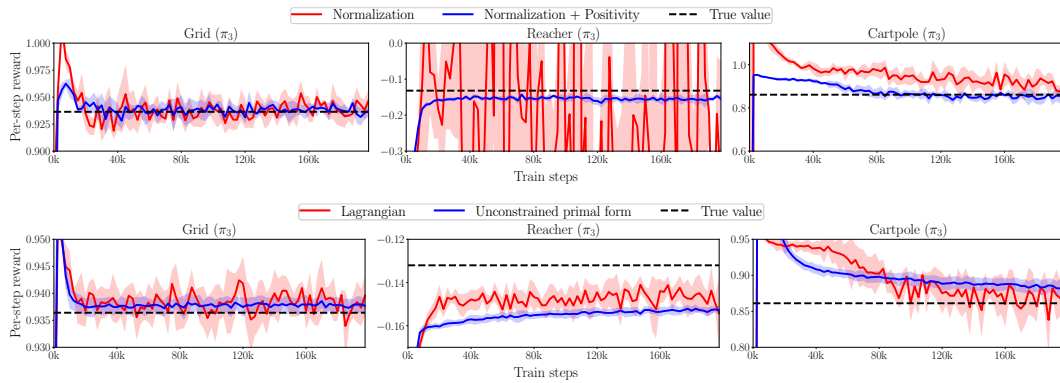 Normalization Normalization + Positivity True value
Grid (π₃) Reacher (π₃) Cartpole (π₃)
Per-step reward
1.000
0.975
0.950
0.925
0.900
0k 40k 80k 120k 160k
0.0
−0.1
−0.2
−0.3
0k 40k 80k 120k 160k
1.0
0.8
0.6
0k 40k 80k 120k 160k
Train steps
Lagrangian Unconstrained primal form True value
Grid (π₃) Reacher (π₃) Cartpole (π₃)
Per-step reward
0.950
0.945
0.940
0.935
0.930
0k 40k 80k 120k 160k
−0.12
−0.14
−0.16
0k 40k 80k 120k 160k
0.95
0.90
0.85
0.80
0k 40k 80k 120k 160k
Train steps